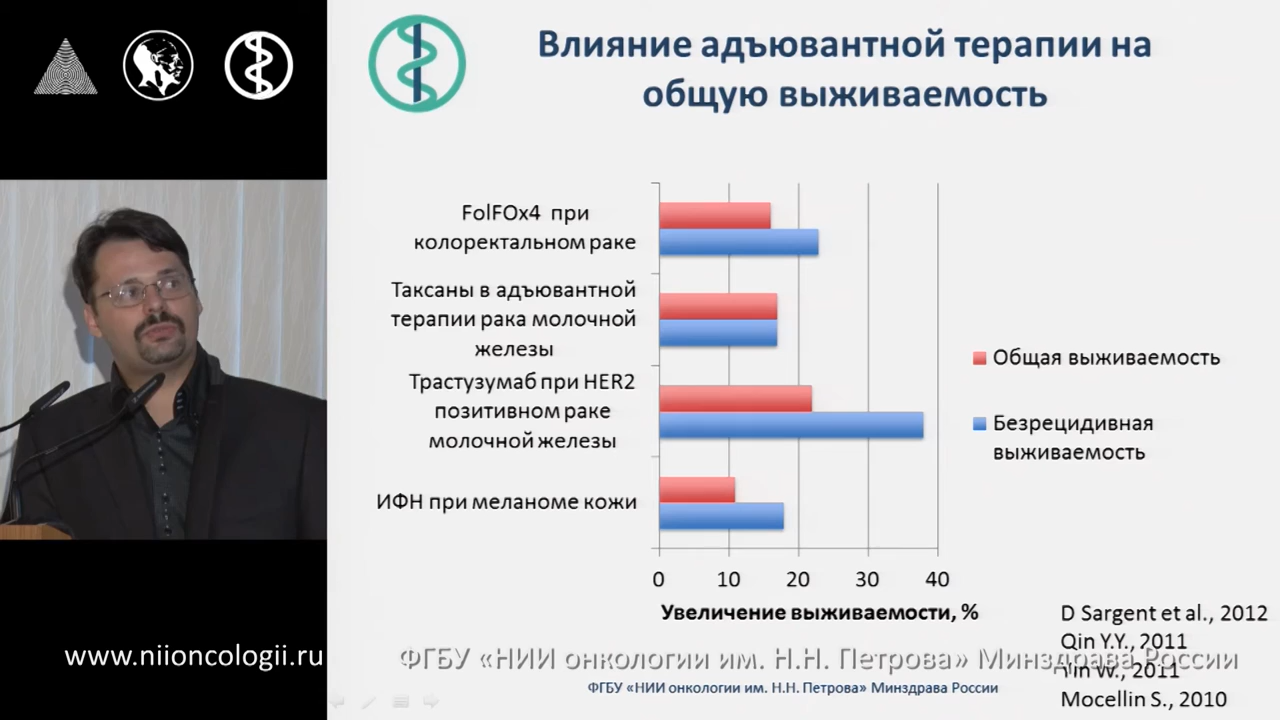 Влияние адъювантной терапии на
общую выживаемость
FolFOx4 при
колоректальном раке
Таксаны в адъювантной
терапии рака молочной
железы
Трастузумаб при HER2
позитивном раке
молочной железы
ИФН при меланоме кожи
0 10 20 30 40
Увеличение выживаемости, %
Общая выживаемость
Безрецидивная
выживаемость
D Sargent et al., 2012
Qin Y.Y., 2011
W., 2011
Mocellin S., 2010
www.niioncologii.ru
ФГБУ «НИИ онкологии им. Н.Н. Петрова» Минздрава России
ФГБУ «НИИ онкологии им. Н.Н. Петрова» Минздрава России